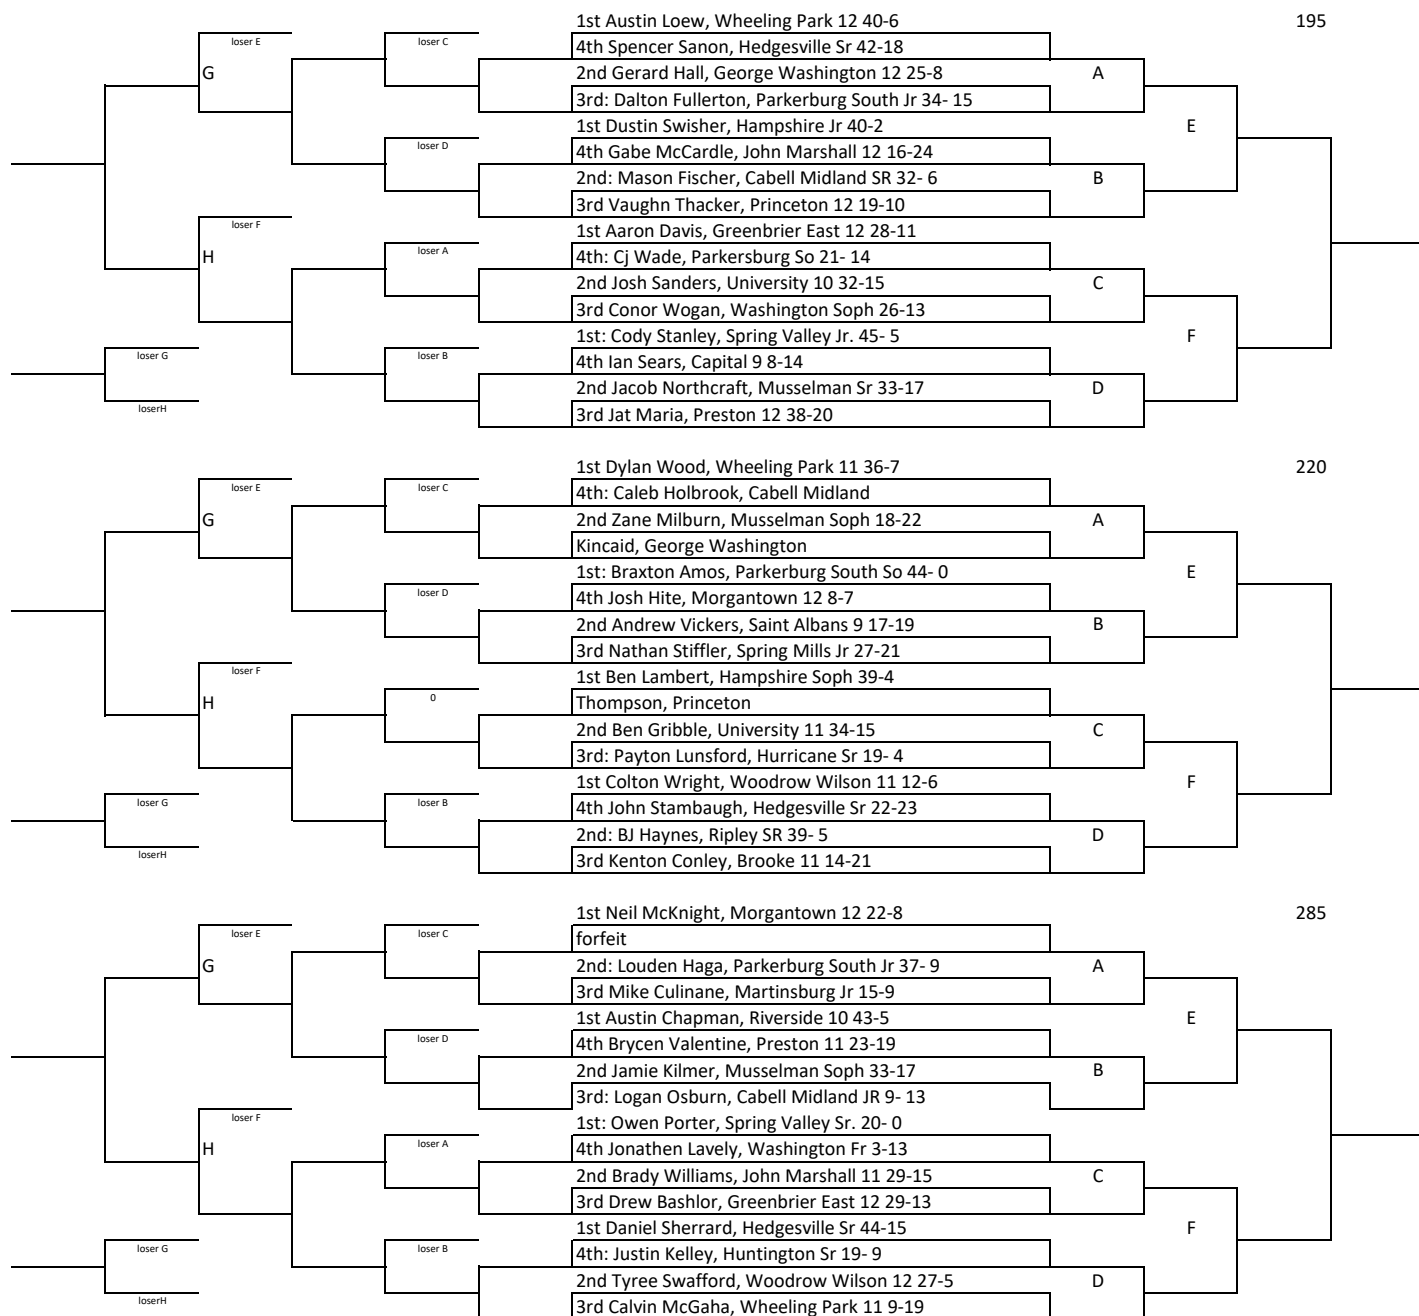 1st Austin Loew, Wheeling Park 12 40-6 195
loser E loser C 4th Spencer Sanon, Hedgesville Sr 42-18
G 2nd Gerard Hall, George Washington 12 25-8 A
3rd: Dalton Fullerton, Parkerburg South Jr 34- 15
1st Dustin Swisher, Hampshire Jr 40-2 E
loser D 4th Gabe McCardle, John Marshall 12 16-24
2nd: Mason Fischer, Cabell Midland SR 32- 6 B
3rd Vaughn Thacker, Princeton 12 19-10
loser F 1st Aaron Davis, Greenbrier East 12 28-11
H loser A 4th: Cj Wade, Parkersburg So 21- 14
2nd Josh Sanders, University 10 32-15 C
3rd Conor Wogan, Washington Soph 26-13
1st: Cody Stanley, Spring Valley Jr. 45- 5 F
loser G loser B 4th Ian Sears, Capital 9 8-14
2nd Jacob Northcraft, Musselman Sr 33-17 D
loserH 3rd Jat Maria, Preston 12 38-20
1st Dylan Wood, Wheeling Park 11 36-7 220
loser E loser C 4th: Caleb Holbrook, Cabell Midland
G 2nd Zane Milburn, Musselman Soph 18-22 A
Kincaid, George Washington
1st: Braxton Amos, Parkerburg South So 44- 0 E
loser D 4th Josh Hite, Morgantown 12 8-7
2nd Andrew Vickers, Saint Albans 9 17-19 B
3rd Nathan Stiffler, Spring Mills Jr 27-21
loser F 1st Ben Lambert, Hampshire Soph 39-4
H 0 Thompson, Princeton
2nd Ben Gribble, University 11 34-15 C
3rd: Payton Lunsford, Hurricane Sr 19- 4
1st Colton Wright, Woodrow Wilson 11 12-6 F
loser G loser B 4th John Stambaugh, Hedgesville Sr 22-23
2nd: BJ Haynes, Ripley SR 39- 5 D
loserH 3rd Kenton Conley, Brooke 11 14-21
1st Neil McKnight, Morgantown 12 22-8 285
loser E loser C forfeit
G 2nd: Louden Haga, Parkerburg South Jr 37- 9 A
3rd Mike Culinane, Martinsburg Jr 15-9
1st Austin Chapman, Riverside 10 43-5 E
loser D 4th Brycen Valentine, Preston 11 23-19
2nd Jamie Kilmer, Musselman Soph 33-17 B
3rd: Logan Osburn, Cabell Midland JR 9- 13
loser F 1st: Owen Porter, Spring Valley Sr. 20- 0
H loser A 4th Jonathen Lavely, Washington Fr 3-13
2nd Brady Williams, John Marshall 11 29-15 C
3rd Drew Bashlor, Greenbrier East 12 29-13
1st Daniel Sherrard, Hedgesville Sr 44-15 F
loser G loser B 4th: Justin Kelley, Huntington Sr 19- 9
2nd Tyree Swafford, Woodrow Wilson 12 27-5 D
loserH 3rd Calvin McGaha, Wheeling Park 11 9-19